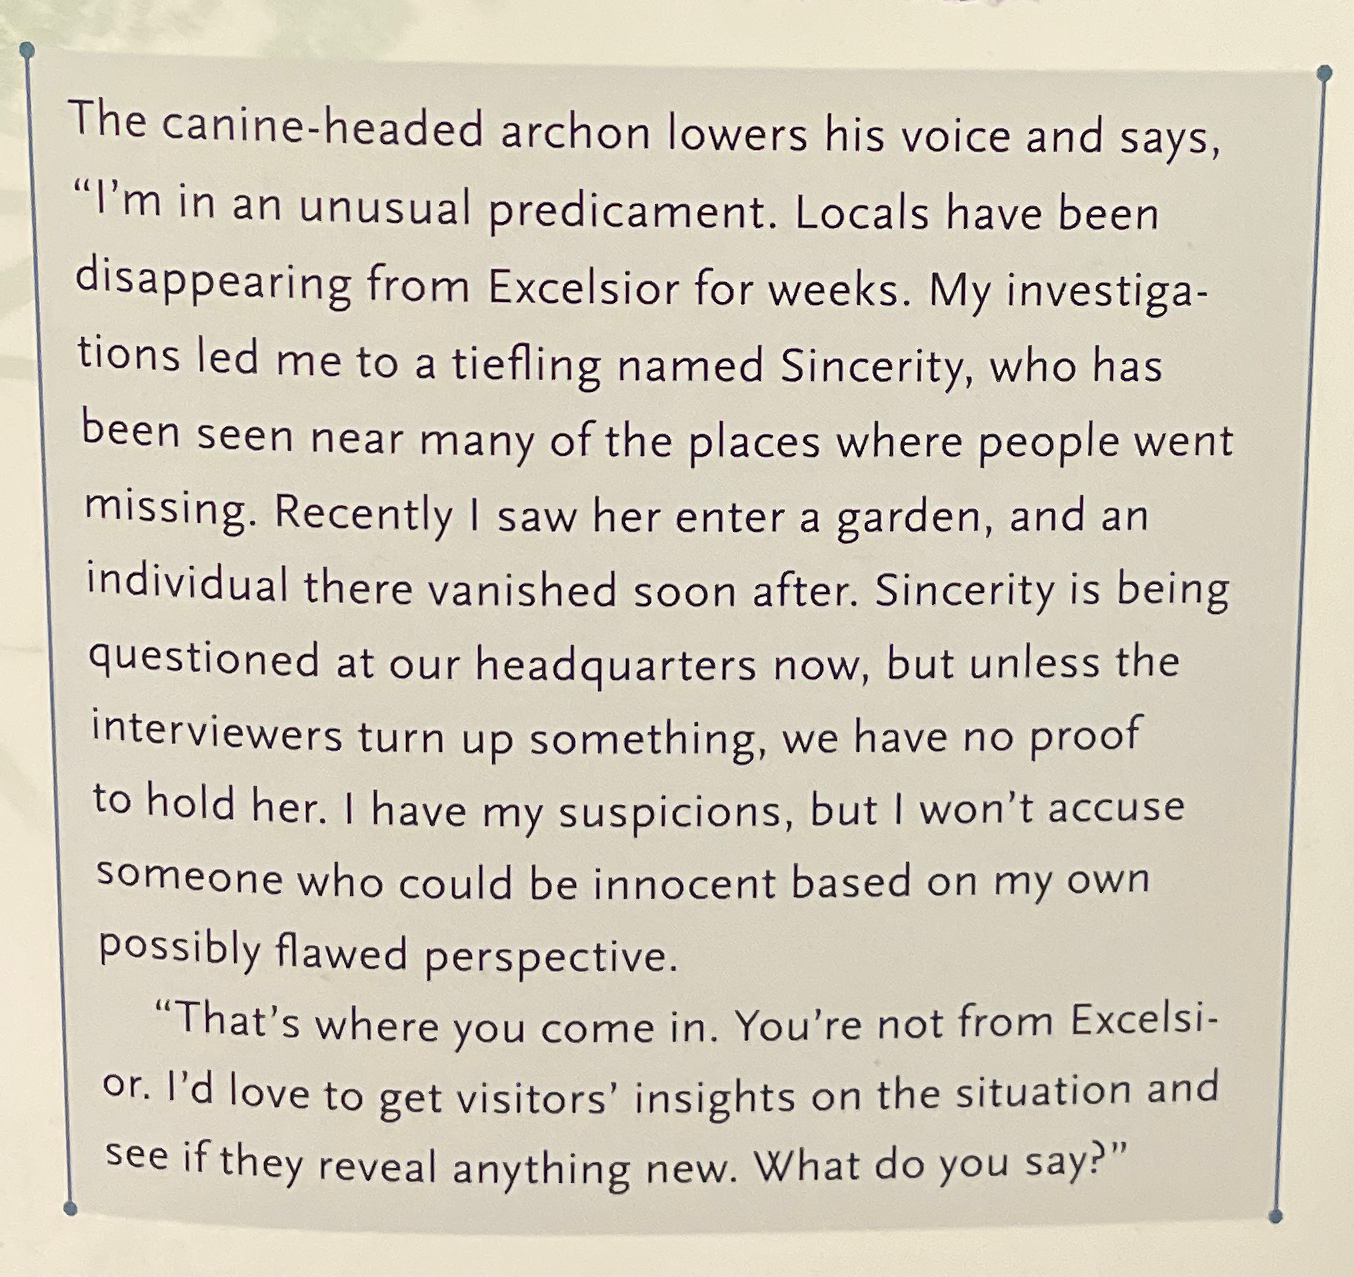 The canine-headed archon lowers his voice and says,
“I’m in an unusual predicament. Locals have been
disappearing from Excelsior for weeks. My investiga-
tions led me to a tiefling named Sincerity, who has
been seen near many of the places where people went
missing. Recently I saw her enter a garden, and an
individual there vanished soon after. Sincerity is being
questioned at our headquarters now, but unless the
interviewers turn up something, we have no proof
to hold her. I have my suspicions, but I won’t accuse
someone who could be innocent based on my own
possibly flawed perspective.
“That’s where you come in. You’re not from Excelsi-
or. I’d love to get visitors’ insights on the situation and
see if they reveal anything new. What do you say?”